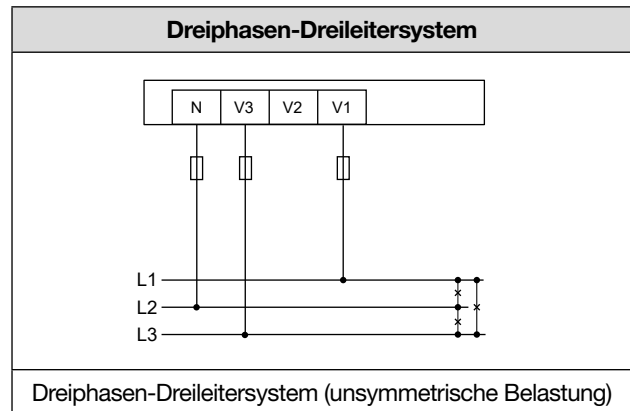 Dreiphasen-Dreileitersystem
N V3 V2 V1
L1
L2
L3
Dreiphasen-Dreileitersystem (unsymmetrische Belastung)